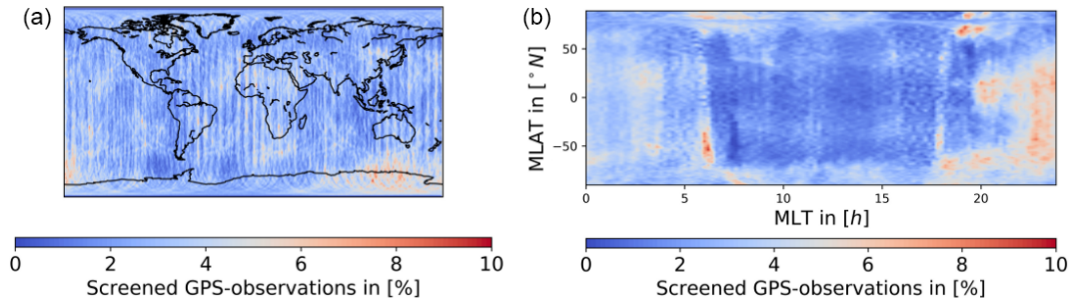 (a)
0 2 4 6 8 10
Screened GPS-observations in [%]
(b)
MLAT in [°N]
50
0
−50
0 5 10 15 20
MLT in [h]
0 2 4 6 8 10
Screened GPS-observations in [%]